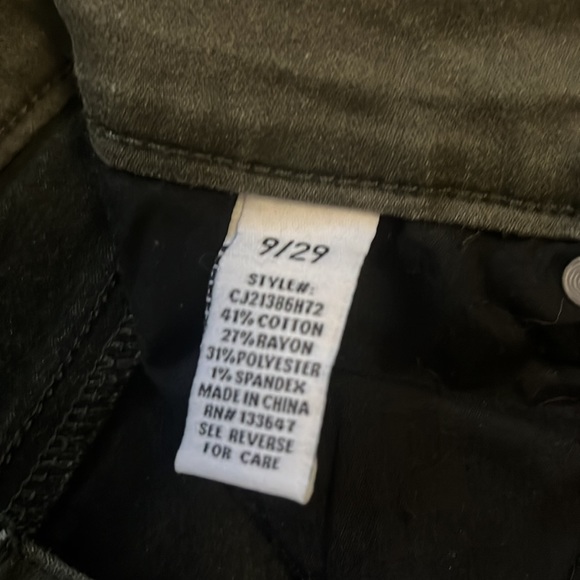 9/29
STYLE#:
CJ21386H72
41% COTTON
27% RAYON
31% POLYESTER
1% SPANDEX
MADE IN CHINA
RN# 133647
SEE REVERSE
FOR CARE